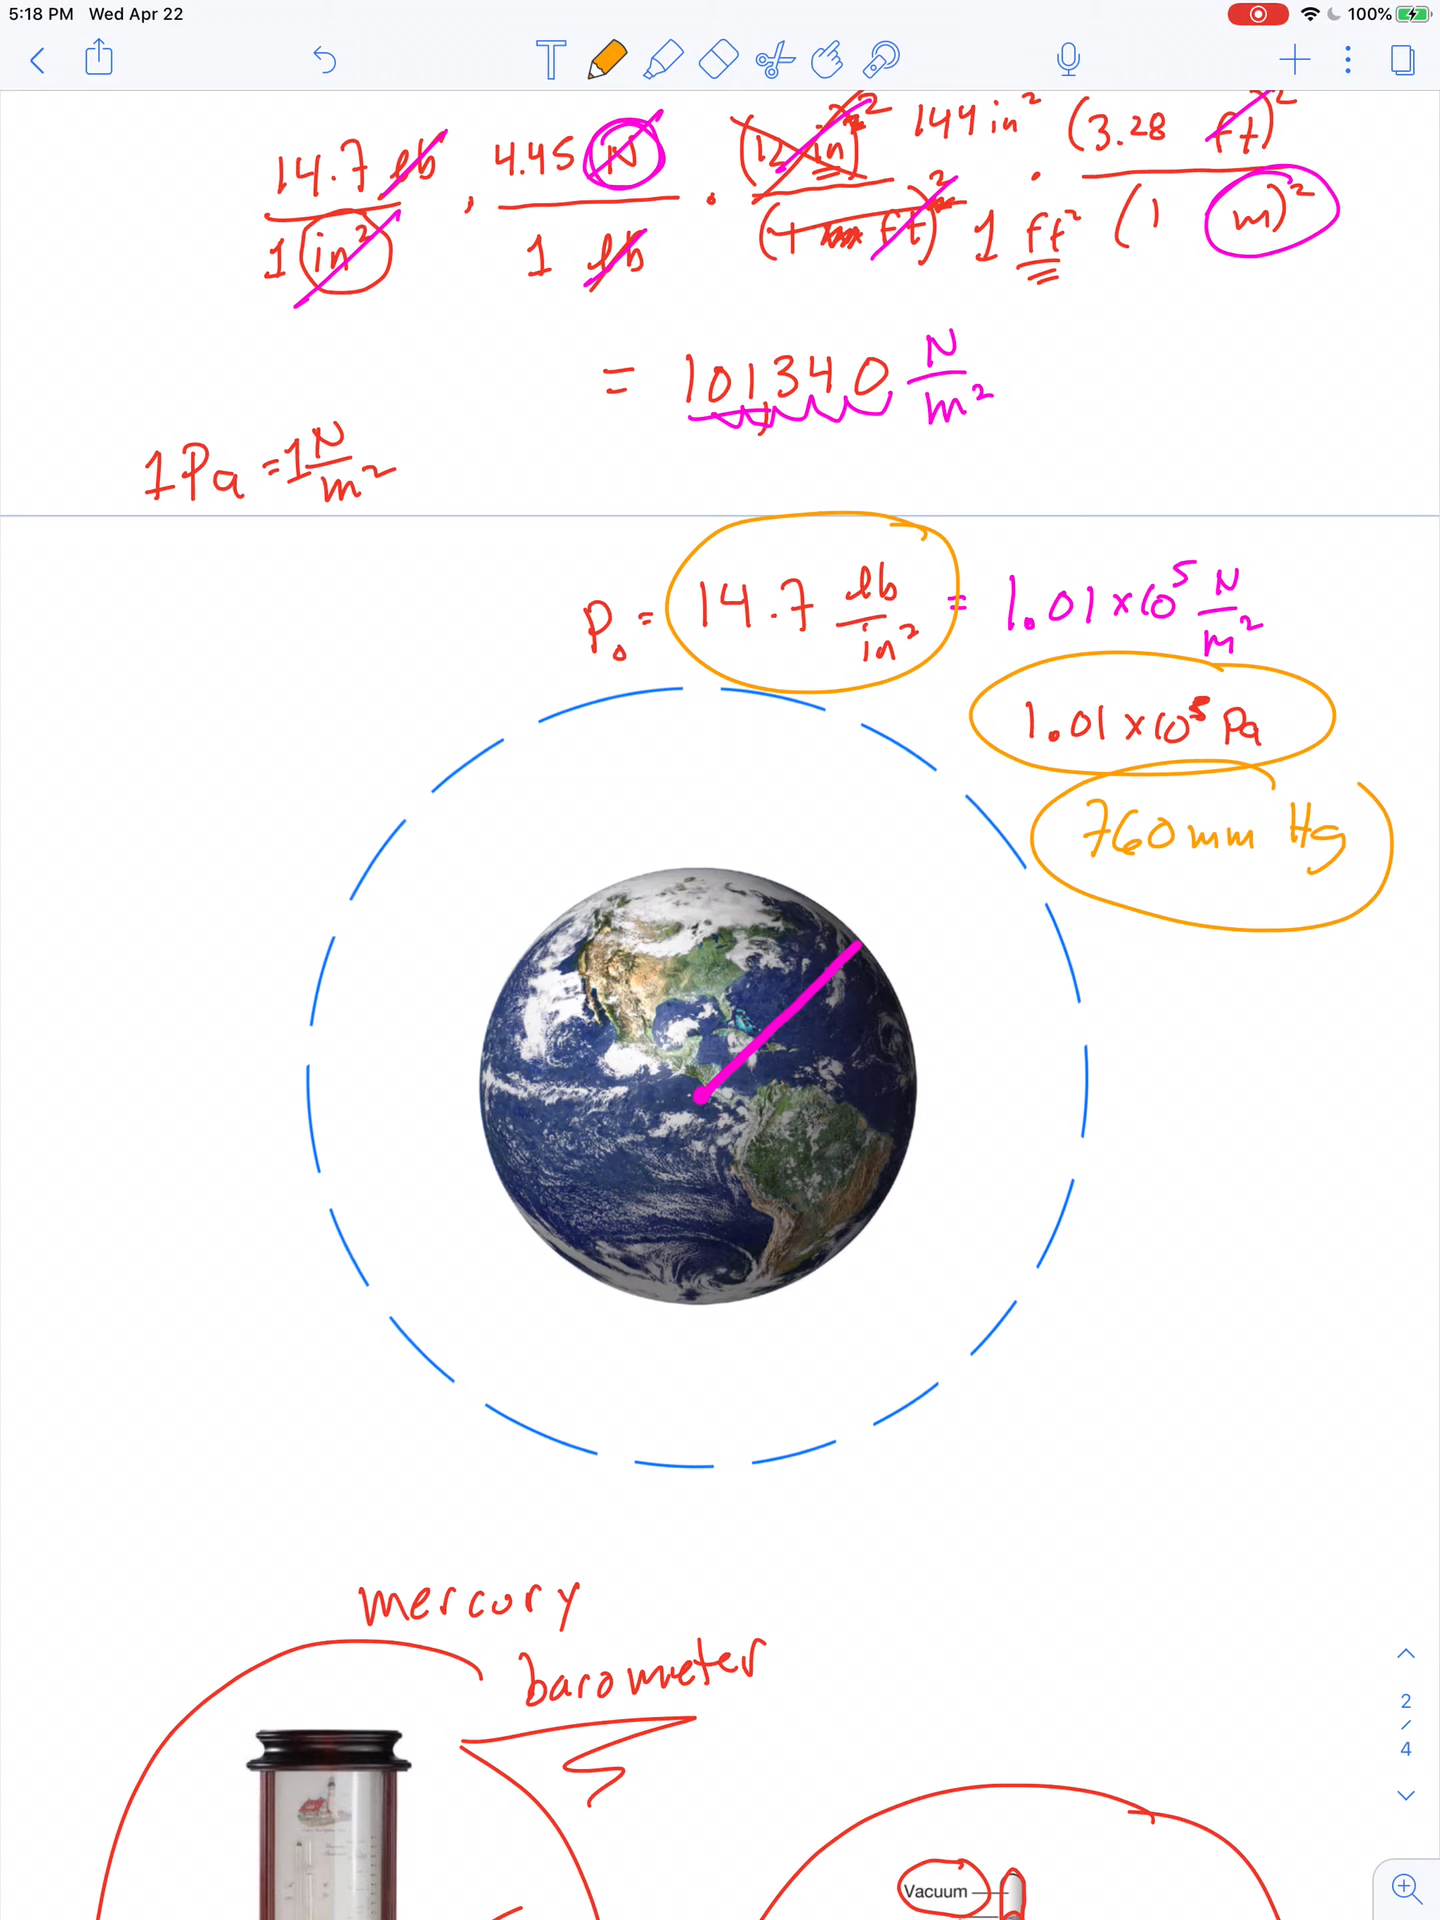 5:18 PM Wed Apr 22 100%
14.7 lb / 1 in² · 4.45 N / 1 lb · (12 in)² / ft)² 144 in² / 1 ft² · (3.28 ft)² / (1 m)²
= 101,340 N/m²
1 Pa = 1 N/m²
P₀ = 14.7 lb/in² = 1.01 × 10⁵ N/m²
1.01 × 10⁵ Pa
760 mm Hg
mercury
barometer
2
/
4
Vacuum